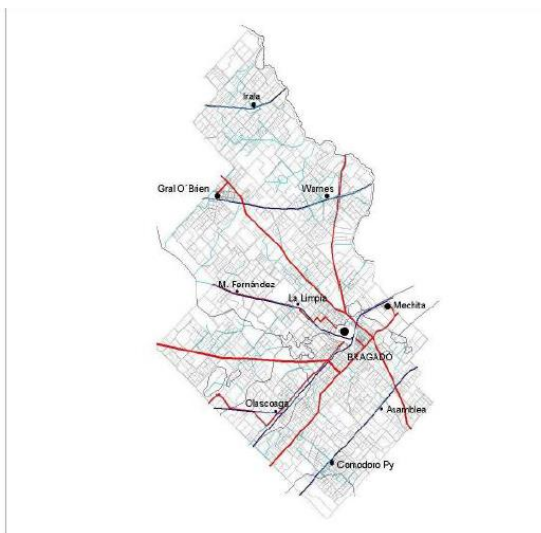 Irala
Gral O´Brien
Warnes
M. Fernández
La Limpia
Mechita
BRAGADO
Olascoaga
Asamblea
Comodoro Py